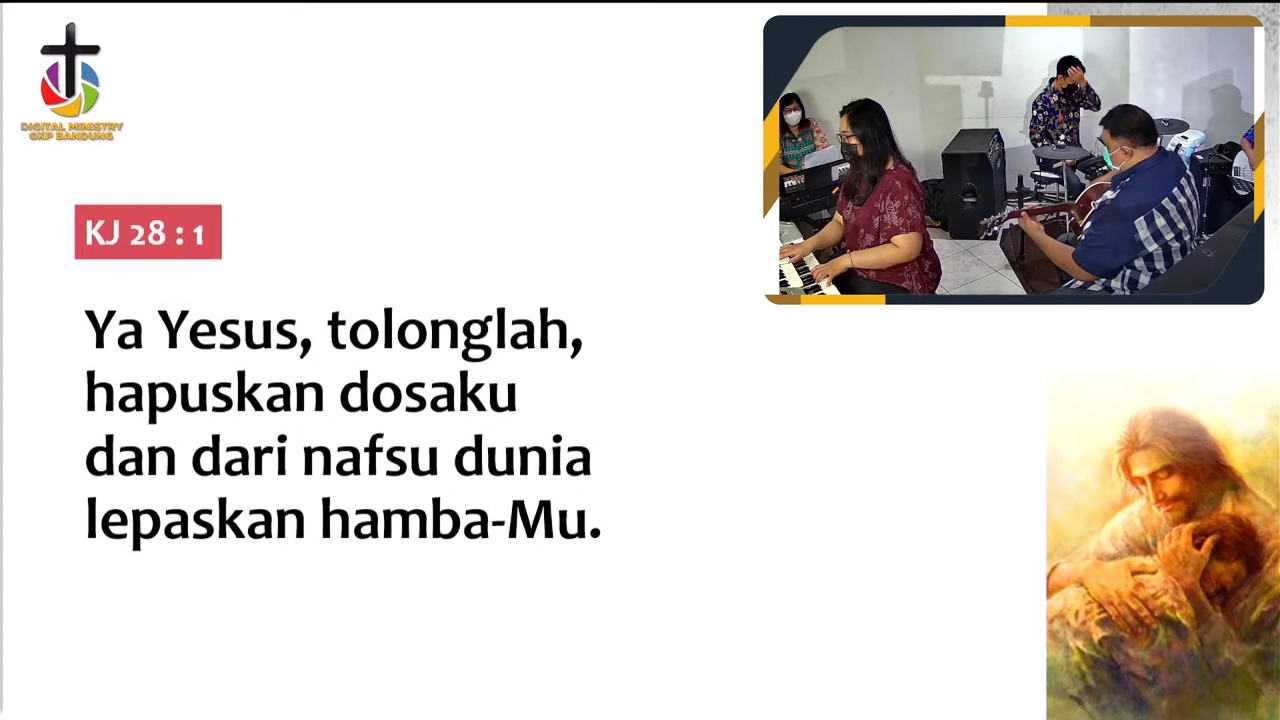 DIGITAL MINISTRY
GKP BANDUNG
KJ 28 : 1
Ya Yesus, tolonglah,
hapuskan dosaku
dan dari nafsu dunia
lepaskan hamba-Mu.